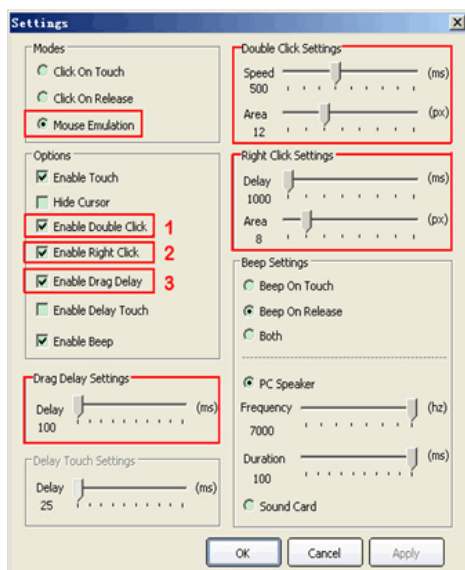 Settings
Modes
Click On Touch
Click On Release
Mouse Emulation
Options
Enable Touch
Hide Cursor
Enable Double Click 1
Enable Right Click 2
Enable Drag Delay 3
Enable Delay Touch
Enable Beep
Drag Delay Settings
Delay (ms)
100
Delay Touch Settings
Delay (ms)
25
Double Click Settings
Speed (ms)
500
Area (px)
12
Right Click Settings
Delay (ms)
1000
Area (px)
8
Beep Settings
Beep On Touch
Beep On Release
Both
PC Speaker
Frequency (hz)
7000
Duration (ms)
100
Sound Card
OK Cancel Apply